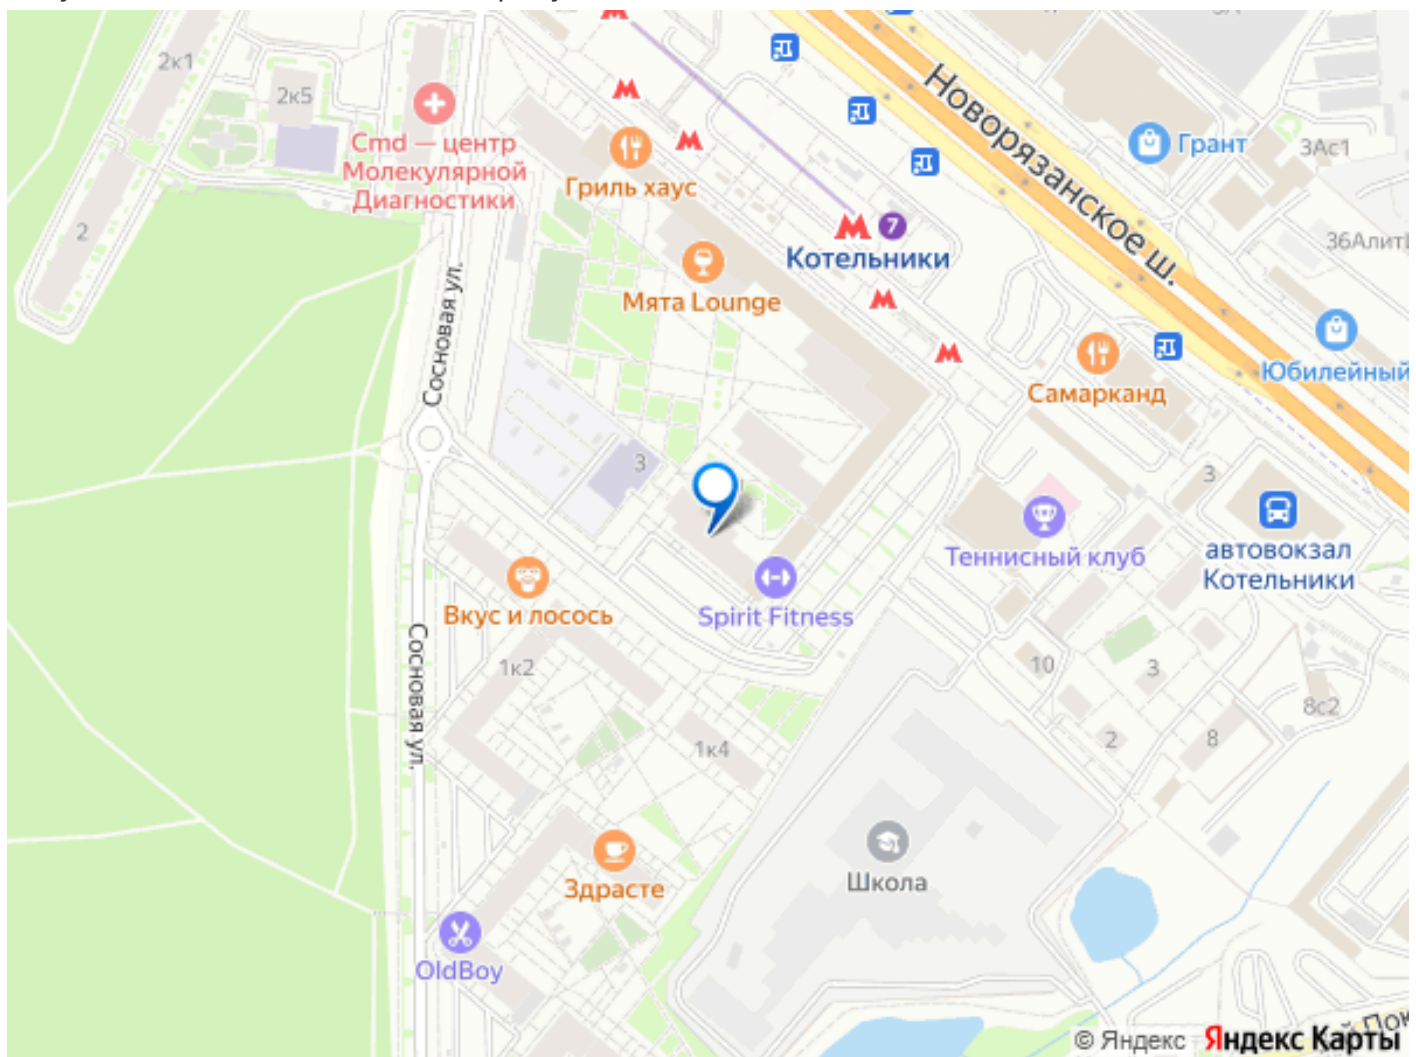 2к1
2к5
Cmd — центр
Молекулярной
Диагностики
2
Гриль хаус
Мята Lounge
7
Котельники
Новорязанское ш.
Грант
3Ас1
Юбилейный
Самарканд
Сосновая ул.
3
3
автовокзал
Котельники
Теннисный клуб
Spirit Fitness
Вкус и лосось
Сосновая ул.
1к2
1к4
10
3
2
8
8с2
Школа
Здрасте
OldBoy
© Яндекс Яндекс Карты